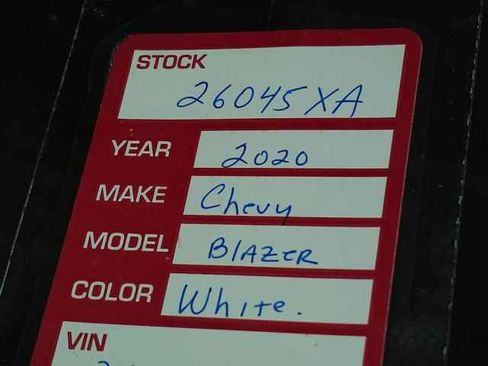 STOCK
26045XA
YEAR 2020
MAKE Chevy
MODEL BLAZER
COLOR White.
VIN